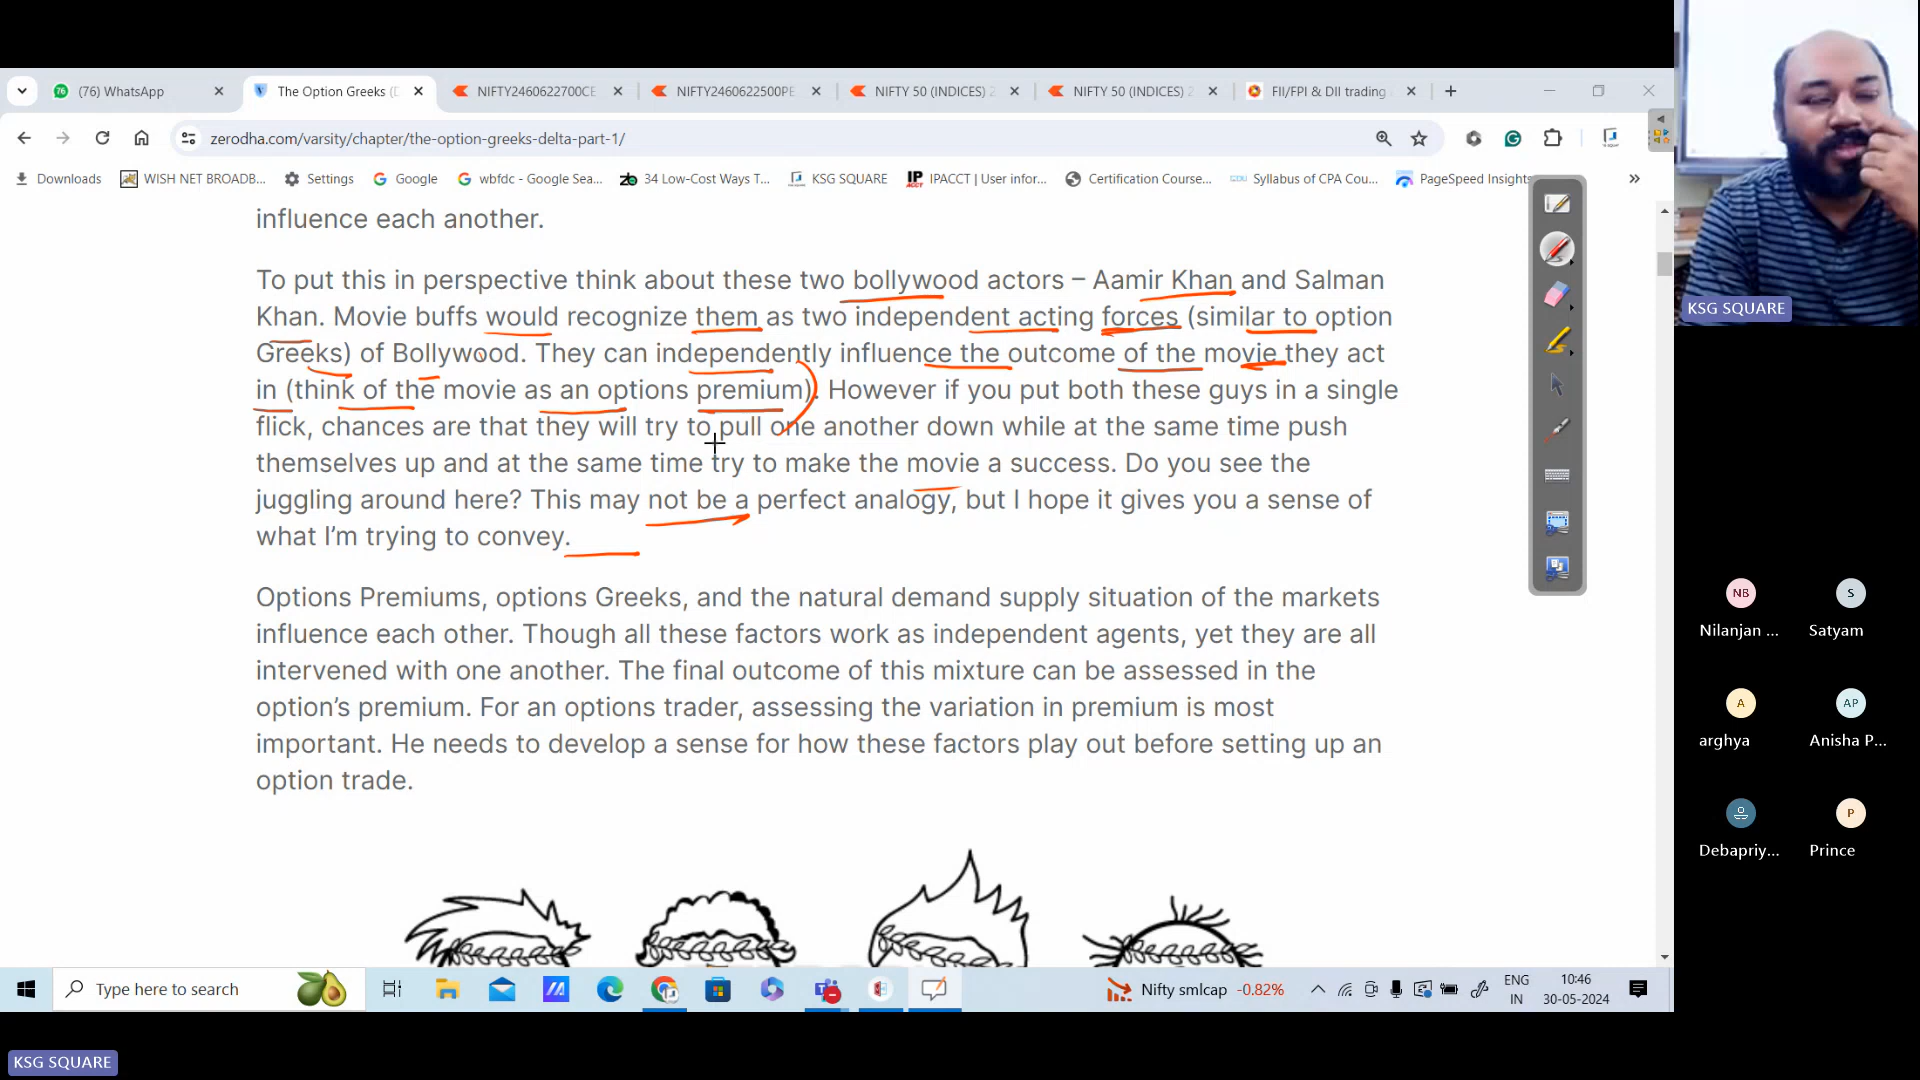 (76) WhatsApp
The Option Greeks (
NIFTY2460622700CE
NIFTY2460622500PE
NIFTY 50 (INDICES)
NIFTY 50 (INDICES)
FII/FPI & DII trading
zerodha.com/varsity/chapter/the-option-greeks-delta-part-1/
Downloads
WISH NET BROADB...
Settings
Google
wbfdc - Google Sea...
34 Low-Cost Ways T...
KSG SQUARE
IPACCT | User infor...
Certification Course...
Syllabus of CPA Cou...
PageSpeed Insights
influence each another.
To put this in perspective think about these two bollywood actors – Aamir Khan and Salman
Khan. Movie buffs would recognize them as two independent acting forces (similar to option
Greeks) of Bollywood. They can independently influence the outcome of the movie they act
in (think of the movie as an options premium). However if you put both these guys in a single
flick, chances are that they will try to pull one another down while at the same time push
themselves up and at the same time try to make the movie a success. Do you see the
juggling around here? This may not be a perfect analogy, but I hope it gives you a sense of
what I'm trying to convey.
Options Premiums, options Greeks, and the natural demand supply situation of the markets
influence each other. Though all these factors work as independent agents, yet they are all
intervened with one another. The final outcome of this mixture can be assessed in the
option's premium. For an options trader, assessing the variation in premium is most
important. He needs to develop a sense for how these factors play out before setting up an
option trade.
KSG SQUARE
NB
Nilanjan ...
S
Satyam
A
arghya
AP
Anisha P...
Debapriy...
P
Prince
Type here to search
Nifty smlcap -0.82%
ENG
IN
10:46
30-05-2024
KSG SQUARE